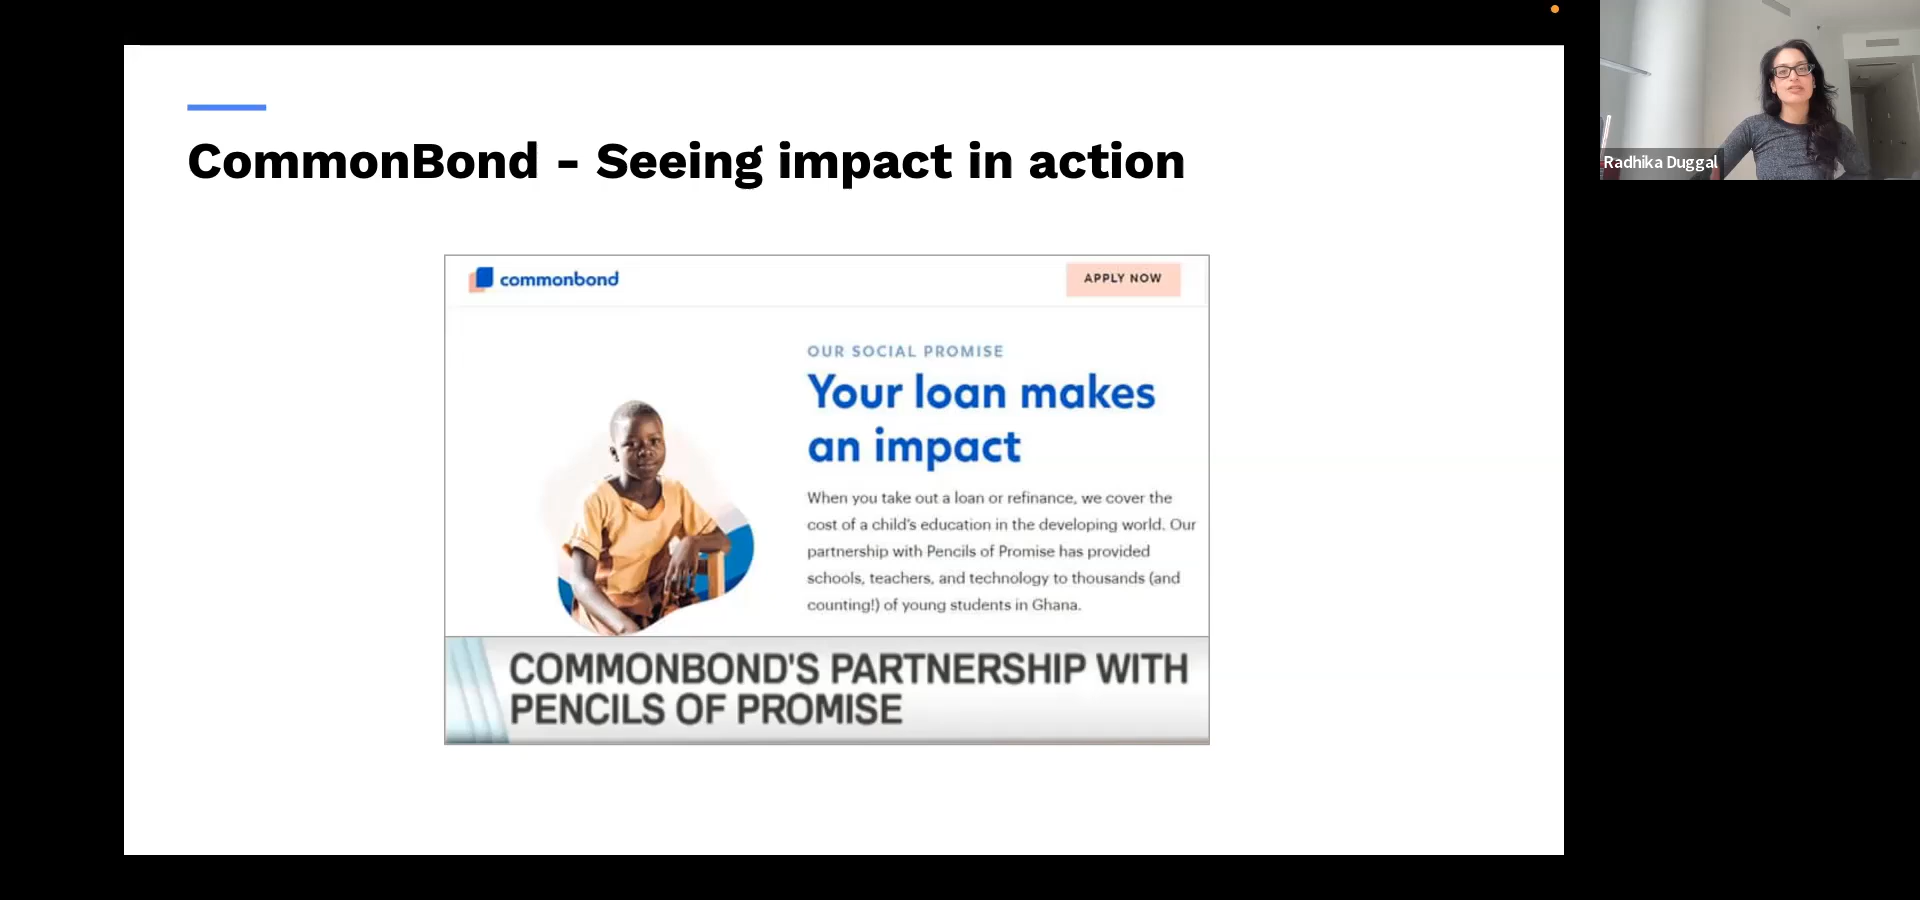 CommonBond - Seeing impact in action
commonbond
APPLY NOW
OUR SOCIAL PROMISE
Your loan makes
an impact
When you take out a loan or refinance, we cover the
cost of a child's education in the developing world. Our
partnership with Pencils of Promise has provided
schools, teachers, and technology to thousands (and
counting!) of young students in Ghana.
COMMONBOND'S PARTNERSHIP WITH
PENCILS OF PROMISE
Radhika Duggal